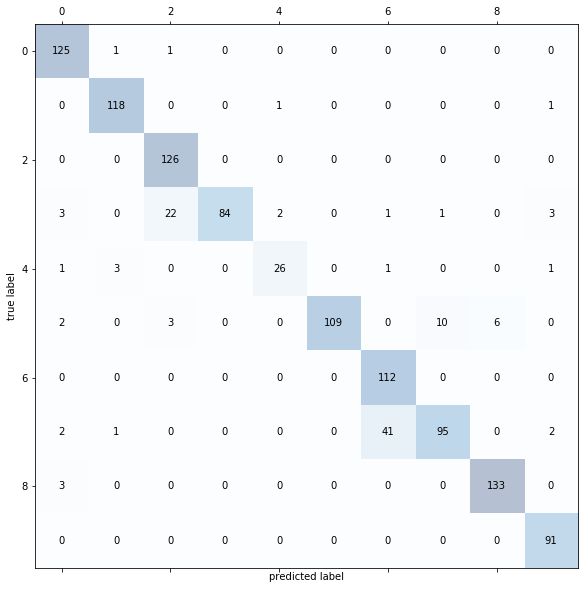 0 2 4 6 8
0 125 1 1 0 0 0 0 0 0 0
0 118 0 0 1 0 0 0 0 1
2 0 0 126 0 0 0 0 0 0 0
3 0 22 84 2 0 1 1 0 3
4 1 3 0 0 26 0 1 0 0 1
true label
2 0 3 0 0 109 0 10 6 0
6 0 0 0 0 0 0 112 0 0 0
2 1 0 0 0 0 41 95 0 2
8 3 0 0 0 0 0 0 0 133 0
0 0 0 0 0 0 0 0 0 91
predicted label